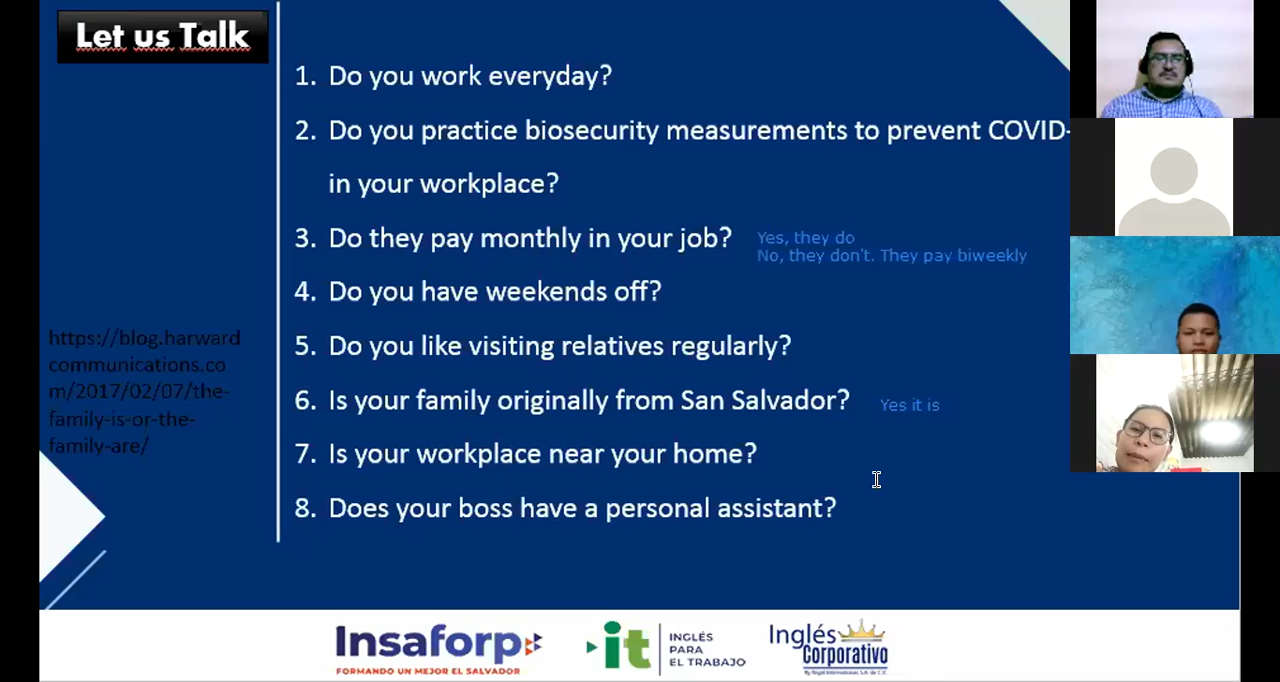 Let us Talk
1. Do you work everyday?
2. Do you practice biosecurity measurements to prevent COVID-
in your workplace?
3. Do they pay monthly in your job?
Yes, they do
No, they don't. They pay biweekly
4. Do you have weekends off?
5. Do you like visiting relatives regularly?
6. Is your family originally from San Salvador?
Yes it is
7. Is your workplace near your home?
8. Does your boss have a personal assistant?
https://blog.harward
communications.co
m/2017/02/07/the-
family-is-or-the-
family-are/
Insaforp
FORMANDO UN MEJOR EL SALVADOR
it
INGLÉS
PARA
EL TRABAJO
Inglés
Corporativo